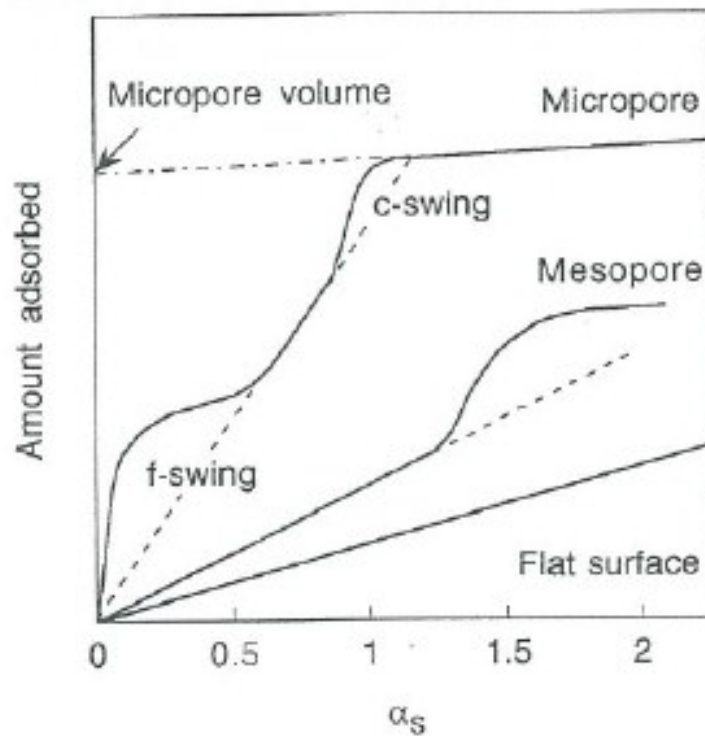 Micropore volume
Micropore
c-swing
Mesopore
f-swing
Flat surface
Amount adsorbed
0
0.5
1
1.5
2
αS